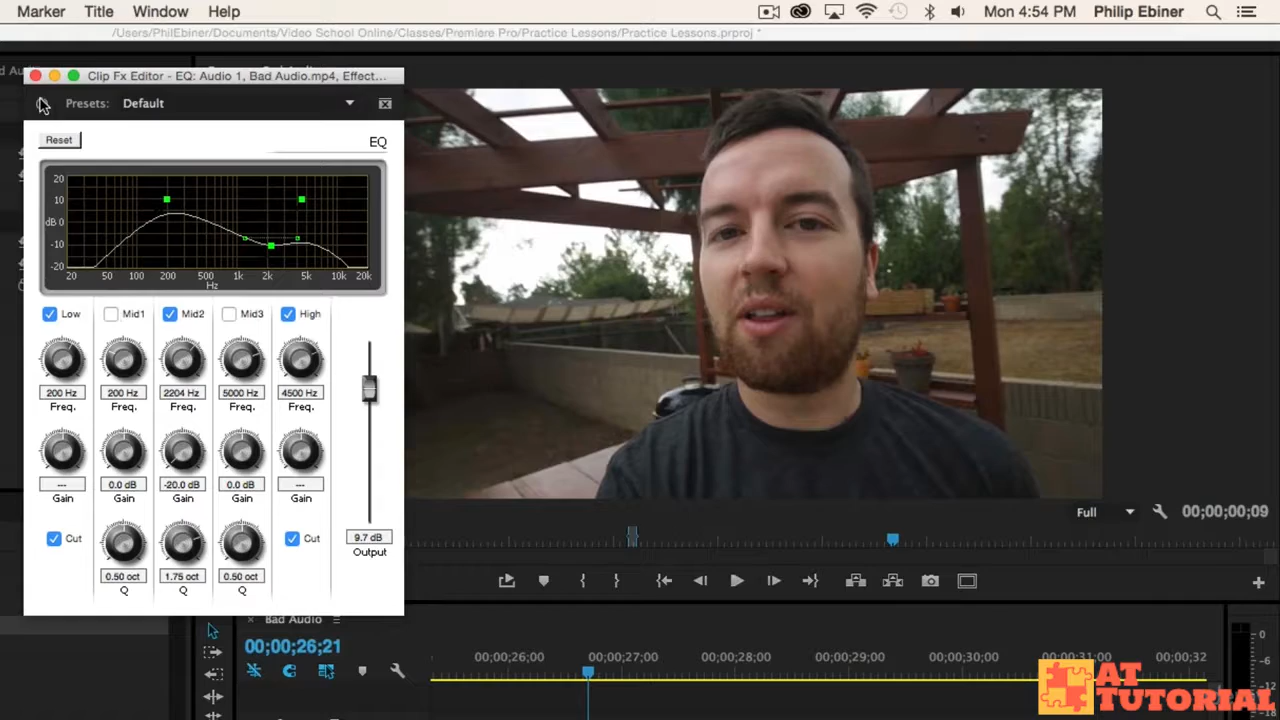 Marker Title Window Help Mon 4:54 PM Philip Ebiner
/Users/PhilEbiner/Documents/Video School Online/Classes/Premiere Pro/Practice Lessons/Practice Lessons.prproj *
Clip Fx Editor - EQ: Audio 1, Bad Audio.mp4, Effect...
Presets: Default
Reset
EQ
20
10
dB 0
-10
-20
20 50 100 200 500 1k 2k 5k 10k 20k
Hz
Low Mid1 Mid2 Mid3 High
200 Hz 200 Hz 2204 Hz 5000 Hz 4500 Hz
Freq. Freq. Freq. Freq. Freq.
--- 0.0 dB -20.0 dB 0.0 dB ---
Gain Gain Gain Gain Gain
Cut Cut
9.7 dB
Output
0.50 oct 1.75 oct 0.50 oct
Q Q Q
Full 00;00;00;09
× Bad Audio
00;00;26;21
00;00;26;00 00;00;27;00 00;00;28;00 00;00;29;00 00;00;30;00 00;00;31;00 00;00;32
0
-6
-12
-18
AT
TUTORIAL